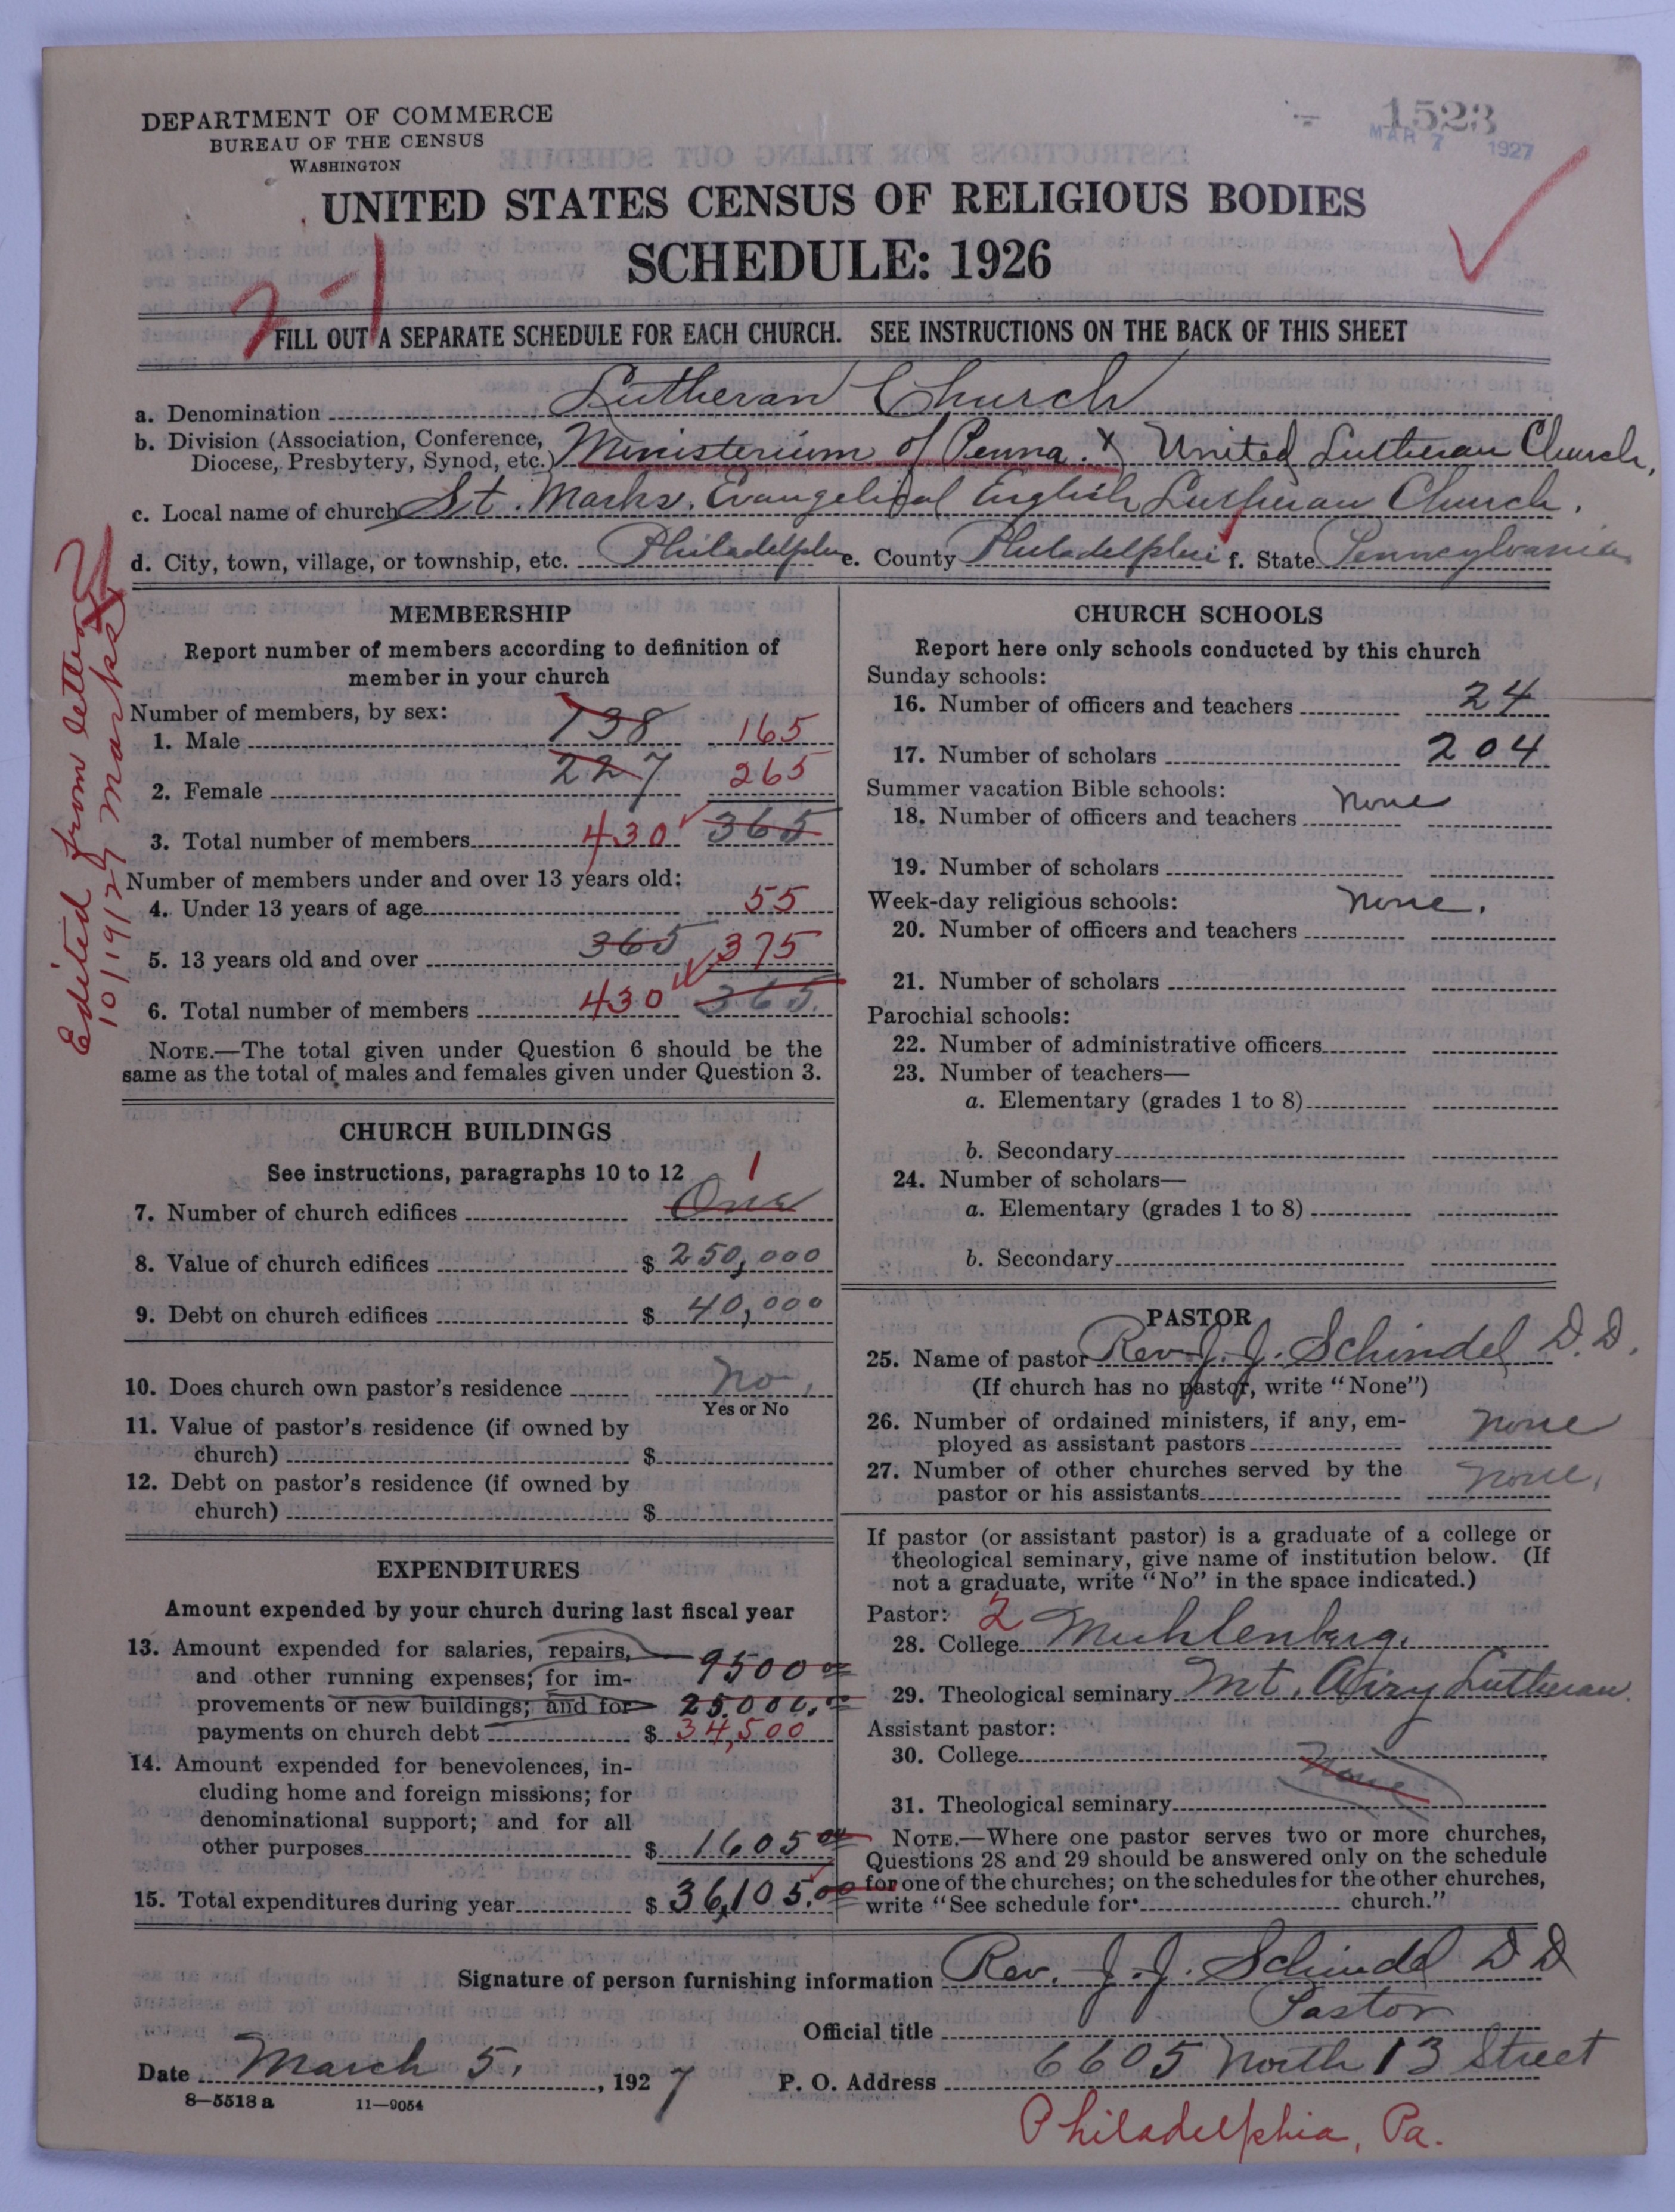 DEPARTMENT OF COMMERCE
BUREAU OF THE CENSUS
WASHINGTON
1523
MAR 7 1927
UNITED STATES CENSUS OF RELIGIOUS BODIES
SCHEDULE: 1926
7-1
FILL OUT A SEPARATE SCHEDULE FOR EACH CHURCH. SEE INSTRUCTIONS ON THE BACK OF THIS SHEET
a. Denomination Lutheran Church
b. Division (Association, Conference, Diocese, Presbytery, Synod, etc.) Ministerium of Penna. & United Lutheran Church,
c. Local name of church St. Marks. Evangelical English Lutheran Church.
d. City, town, village, or township, etc. Philadelphia e. County Philadelphia f. State Pennsylvania
Edited from letter
10/19/27 Marks
MEMBERSHIP
Report number of members according to definition of
member in your church
Number of members, by sex:
1. Male 138 165
2. Female 227 265
3. Total number of members 430 365
Number of members under and over 13 years old:
4. Under 13 years of age 55
5. 13 years old and over 365 375
6. Total number of members 430 365.
NOTE.—The total given under Question 6 should be the
same as the total of males and females given under Question 3.
CHURCH BUILDINGS
See instructions, paragraphs 10 to 12
1
7. Number of church edifices One
8. Value of church edifices $ 250,000
9. Debt on church edifices $ 40,000
10. Does church own pastor's residence No.
Yes or No
11. Value of pastor's residence (if owned by
church) $
12. Debt on pastor's residence (if owned by
church) $
EXPENDITURES
Amount expended by your church during last fiscal year
13. Amount expended for salaries, repairs, 9500 00
and other running expenses; for im-
provements or new buildings; and for 25.000.00
payments on church debt $ 34,500
14. Amount expended for benevolences, in-
cluding home and foreign missions; for
denominational support; and for all
other purposes $ 1605 00
15. Total expenditures during year $ 36,105.00
CHURCH SCHOOLS
Report here only schools conducted by this church
Sunday schools:
16. Number of officers and teachers 24
17. Number of scholars 204
Summer vacation Bible schools:
18. Number of officers and teachers none
19. Number of scholars
Week-day religious schools:
none.
20. Number of officers and teachers
21. Number of scholars
Parochial schools:
22. Number of administrative officers
23. Number of teachers—
a. Elementary (grades 1 to 8)
b. Secondary
24. Number of scholars—
a. Elementary (grades 1 to 8)
b. Secondary
PASTOR
25. Name of pastor Rev. J. J. Schindel D.D.
(If church has no pastor, write "None")
26. Number of ordained ministers, if any, em-
ployed as assistant pastors none
27. Number of other churches served by the
pastor or his assistants none.
If pastor (or assistant pastor) is a graduate of a college or
theological seminary, give name of institution below. (If
not a graduate, write "No" in the space indicated.)
Pastor: 2
28. College Muhlenberg.
29. Theological seminary Mt. Airy Lutheran.
Assistant pastor:
30. College None
31. Theological seminary
NOTE.—Where one pastor serves two or more churches,
Questions 28 and 29 should be answered only on the schedule
for one of the churches; on the schedules for the other churches,
write "See schedule for church."
Signature of person furnishing information Rev. J. J. Schindel D D
Official title Pastor
Date March 5, 1927 P. O. Address 6605 North 13 Street
8—5518 a 11—9054
Philadelphia, Pa.